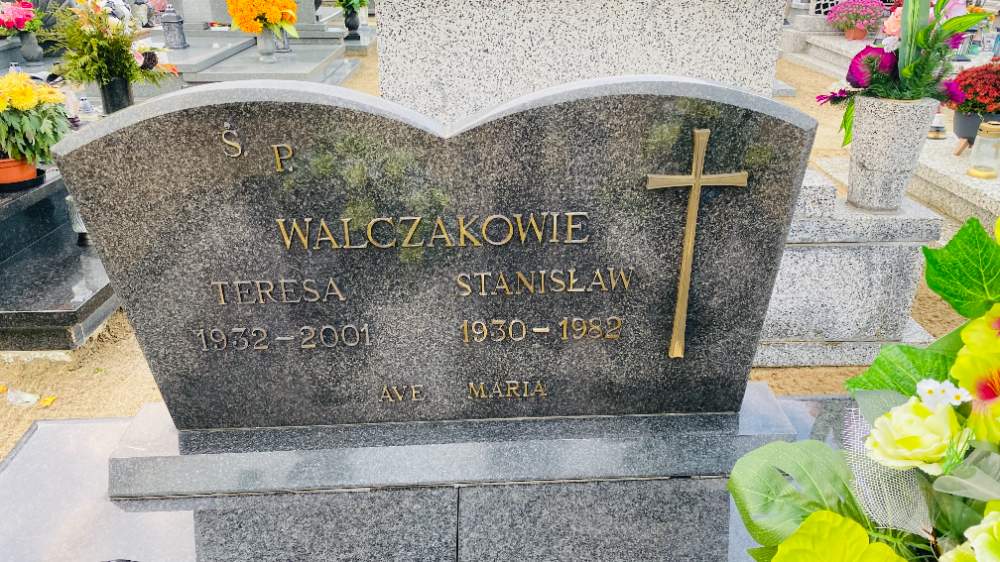 Ś. P.
WALCZAKOWIE
TERESA STANISŁAW
1932-2001 1930-1982
AVE MARIA